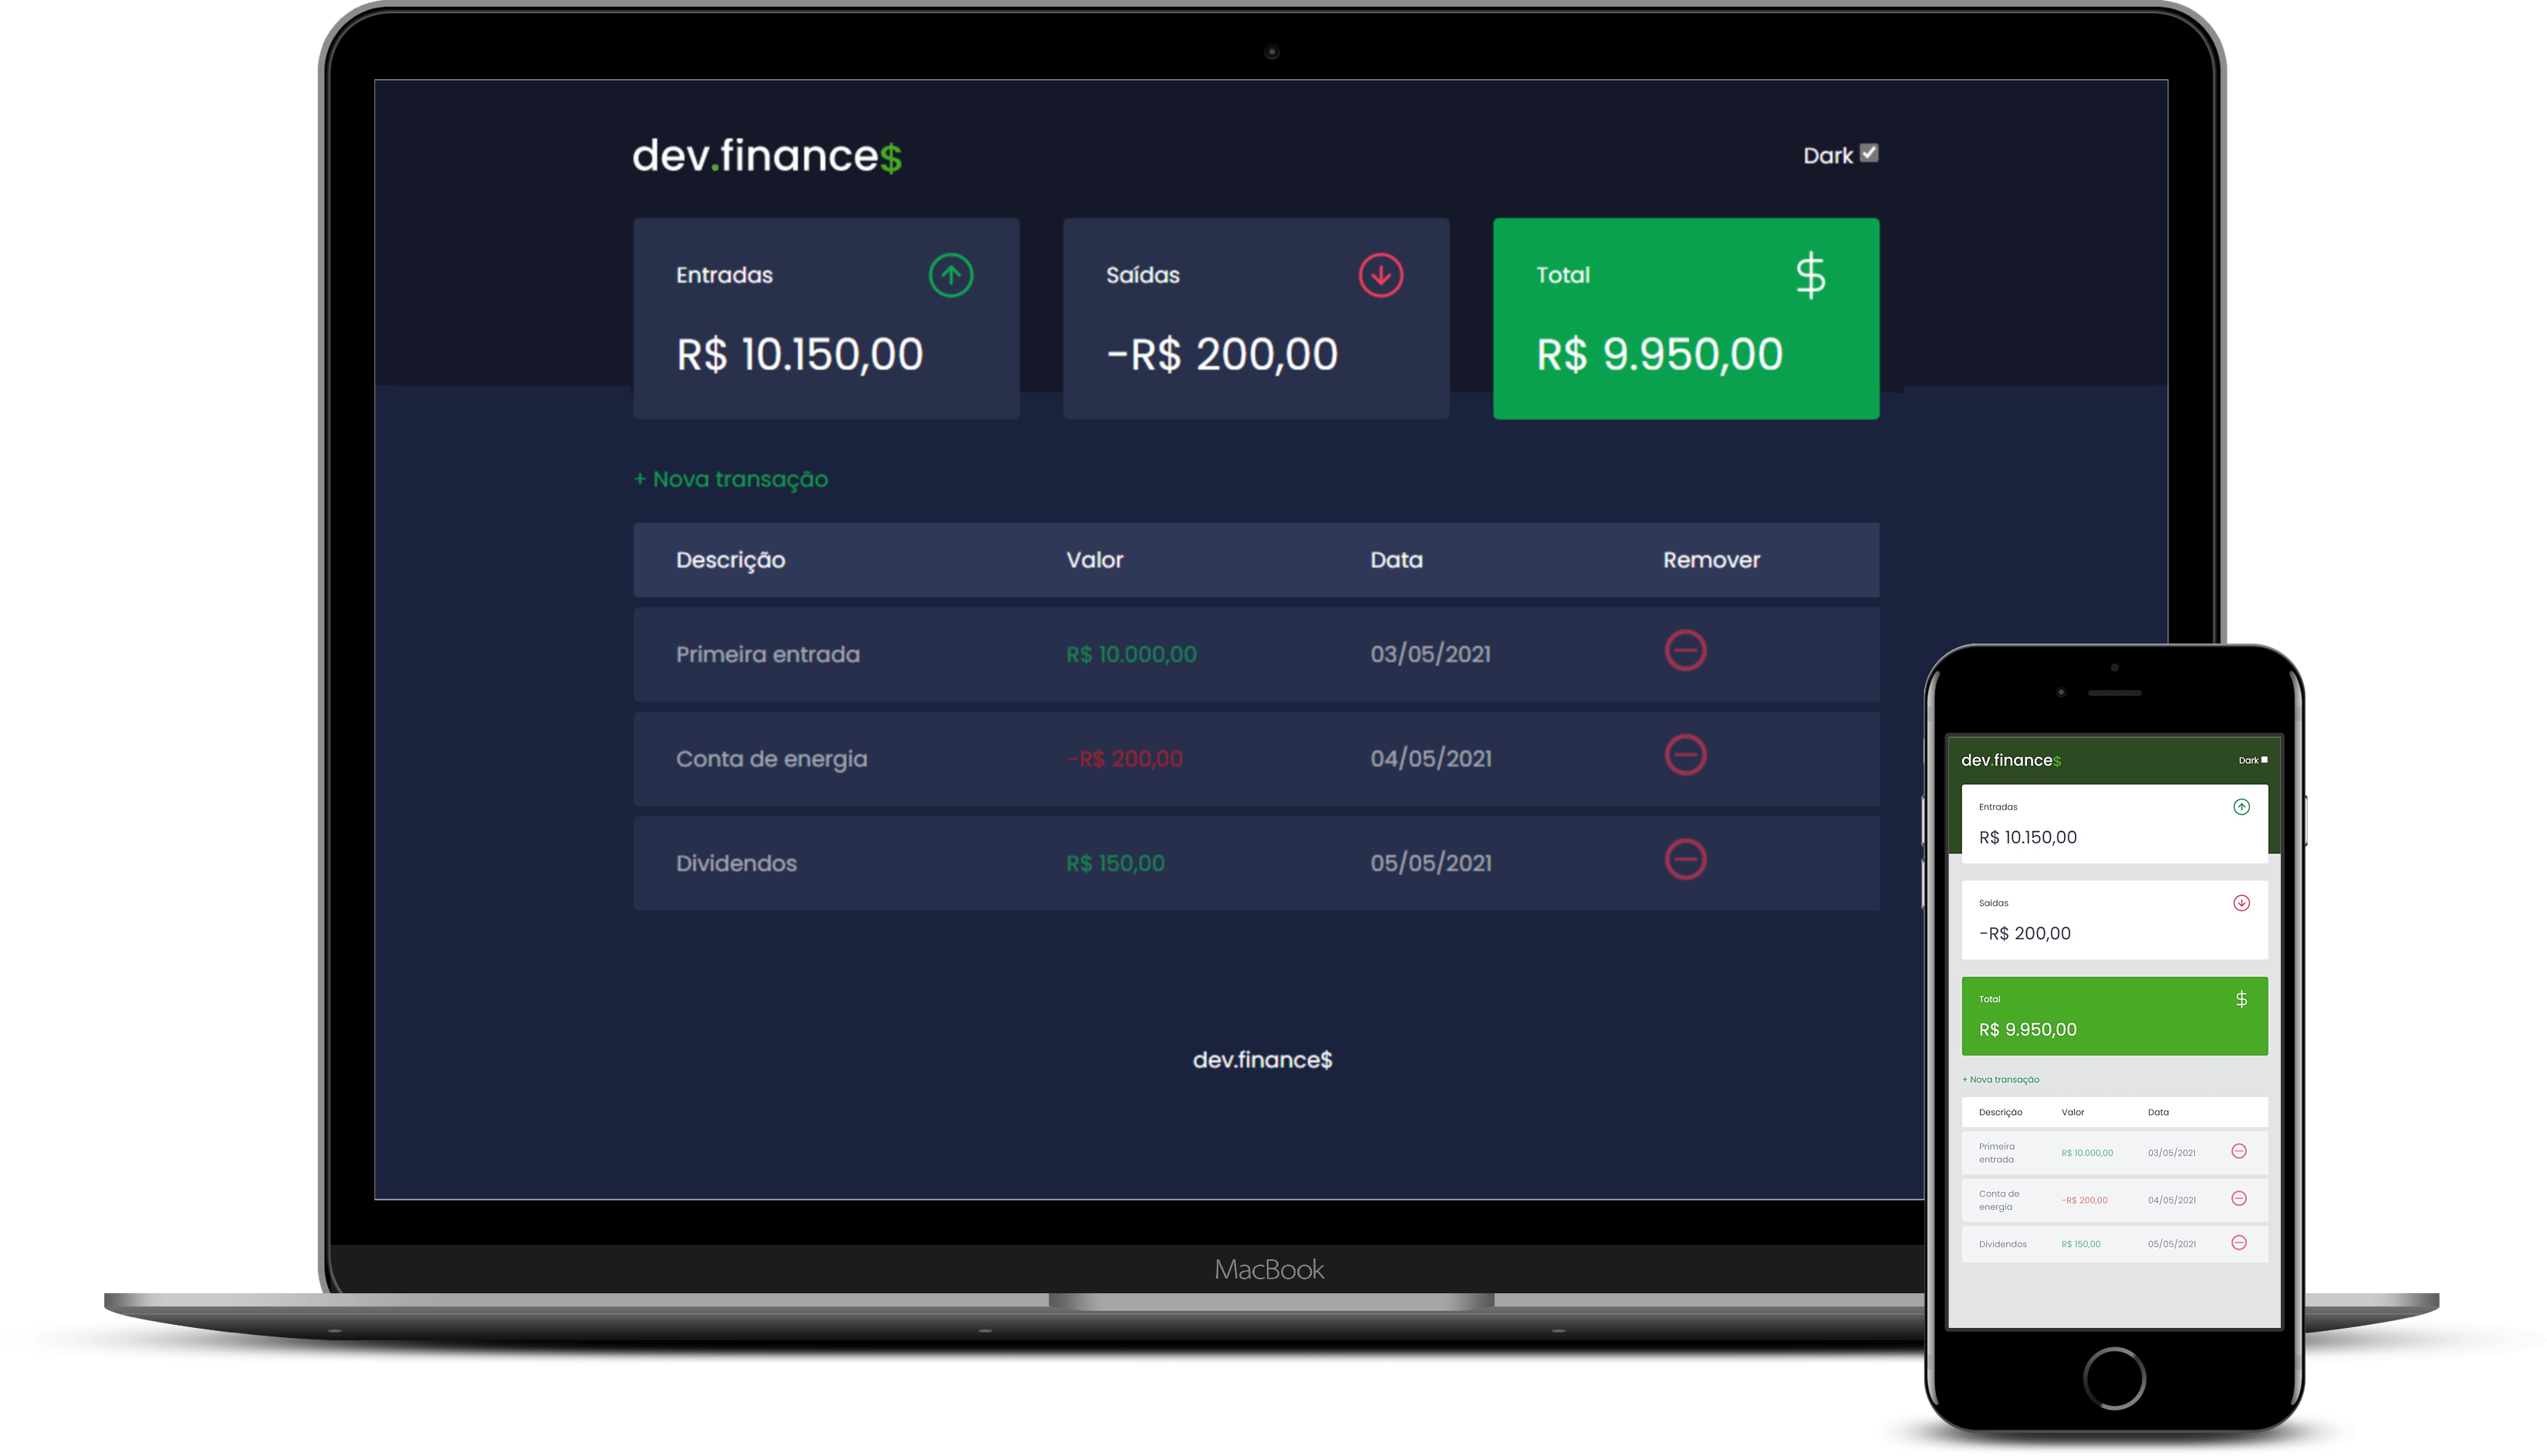 dev.finance$
Dark
Entradas
R$ 10.150,00
Saídas
-R$ 200,00
Total
$
R$ 9.950,00
+ Nova transação
Descrição Valor Data Remover
Primeira entrada R$ 10.000,00 03/05/2021
Conta de energia -R$ 200,00 04/05/2021
Dividendos R$ 150,00 05/05/2021
dev.finance$
MacBook
dev.finance$
Dark
Entradas
R$ 10.150,00
Saídas
-R$ 200,00
Total
$
R$ 9.950,00
+ Nova transação
Descrição Valor Data
Primeira
entrada R$ 10.000,00 03/05/2021
Conta de
energia -R$ 200,00 04/05/2021
Dividendos R$ 150,00 05/05/2021